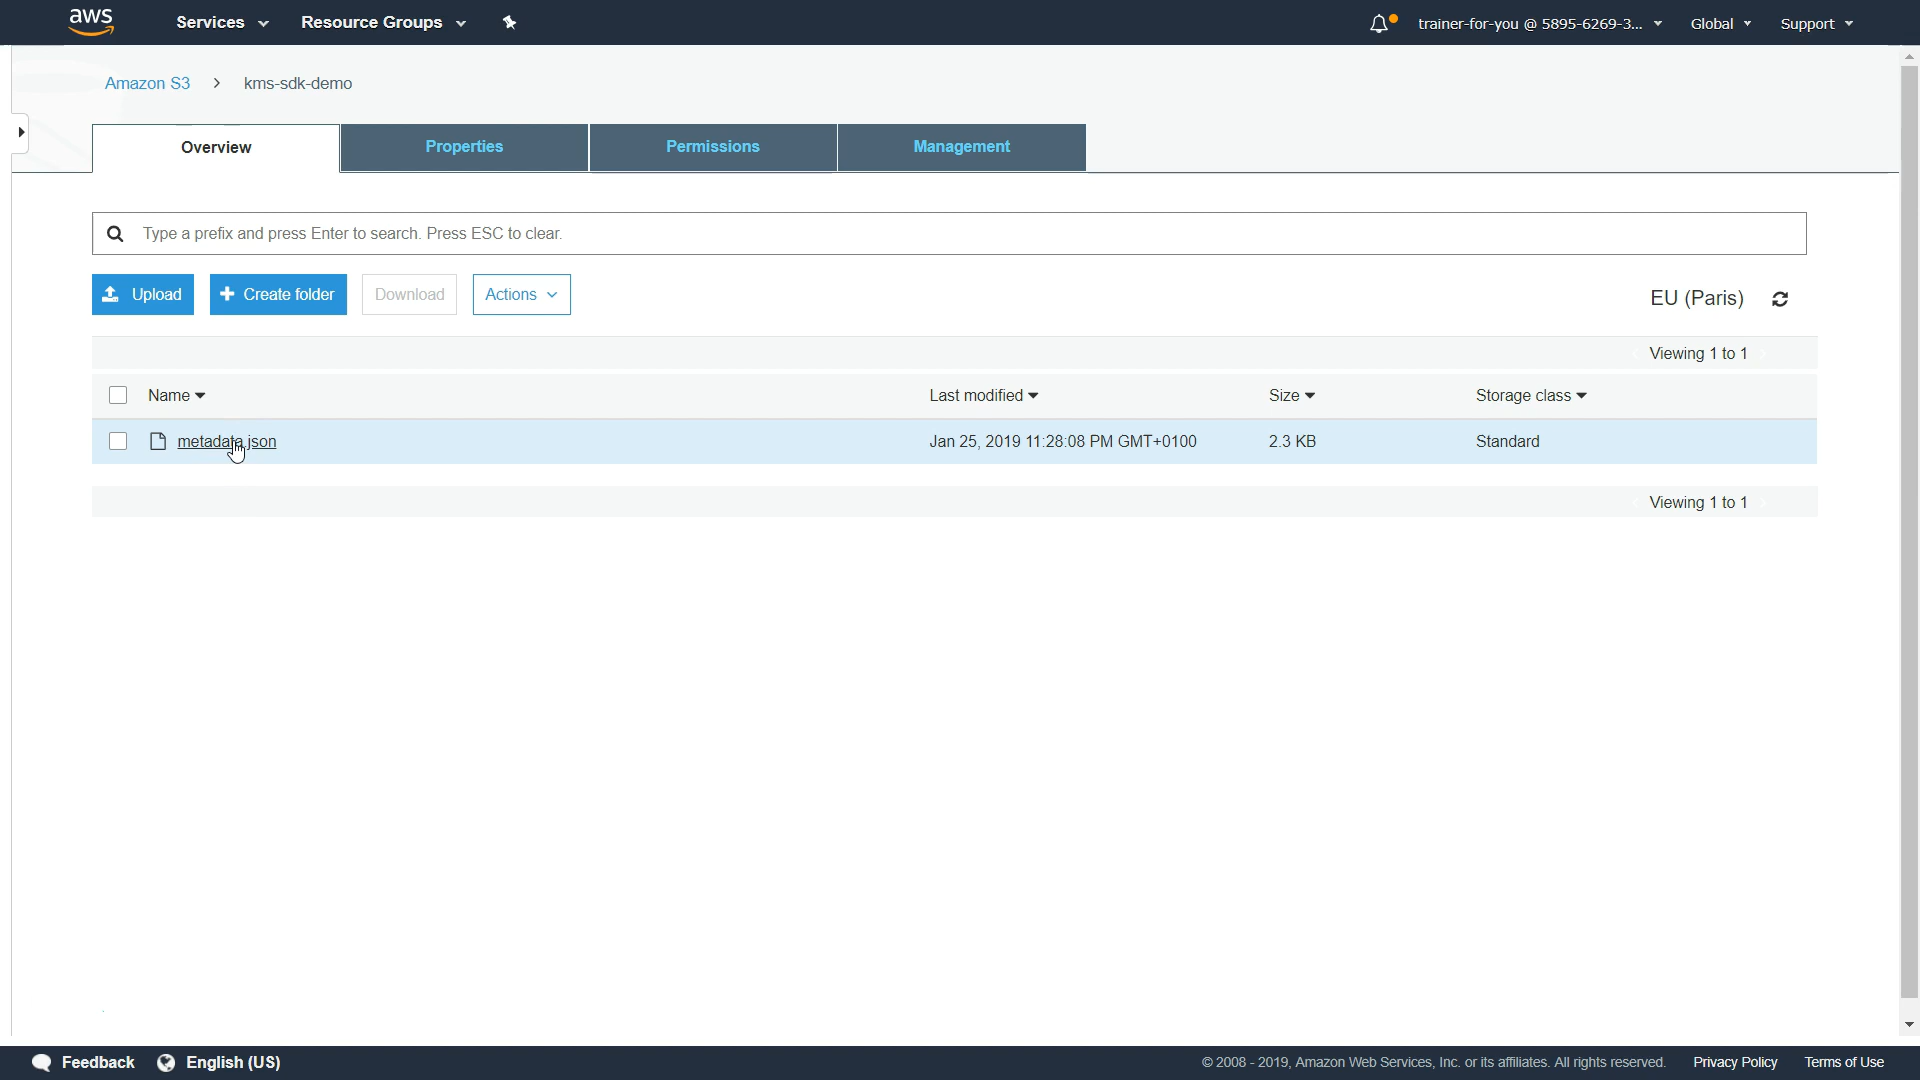 aws Services Resource Groups trainer-for-you @ 5895-6269-3... Global Support
Amazon S3 > kms-sdk-demo
Overview Properties Permissions Management
Type a prefix and press Enter to search. Press ESC to clear.
Upload Create folder Download Actions EU (Paris)
Viewing 1 to 1
Name Last modified Size Storage class
metadata.json Jan 25, 2019 11:28:08 PM GMT+0100 2.3 KB Standard
Viewing 1 to 1
Feedback English (US) © 2008 - 2019, Amazon Web Services, Inc. or its affiliates. All rights reserved. Privacy Policy Terms of Use